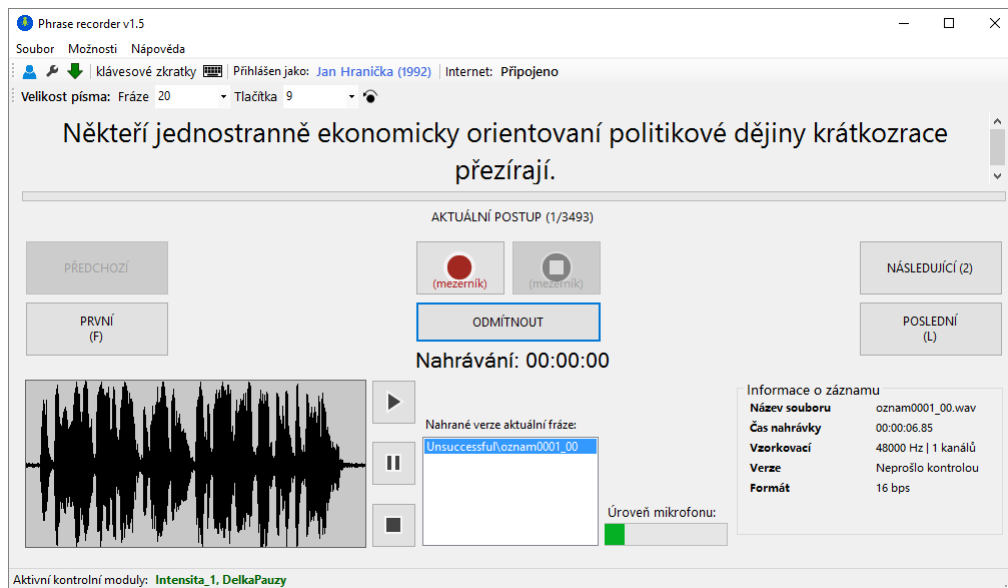 Phrase recorder v1.5
Soubor Možnosti Nápověda
klávesové zkratky Přihlášen jako: Jan Hranička (1992) Internet: Připojeno
Velikost písma: Fráze 20 Tlačítka 9
Někteří jednostranně ekonomicky orientovaní politikové dějiny krátkozrace
přezírají.
AKTUÁLNÍ POSTUP (1/3493)
PŘEDCHOZÍ
(mezerník)
(mezerník)
NÁSLEDUJÍCÍ (2)
PRVNÍ
(F)
ODMÍTNOUT
POSLEDNÍ
(L)
Nahrávání: 00:00:00
Nahrané verze aktuální fráze:
Unsuccessful\oznam0001_00
Úroveň mikrofonu:
Informace o záznamu
Název souboru oznam0001_00.wav
Čas nahrávky 00:00:06.85
Vzorkovací 48000 Hz | 1 kanálů
Verze Neprošlo kontrolou
Formát 16 bps
Aktivní kontrolní moduly: Intensita_1, DelkaPauzy